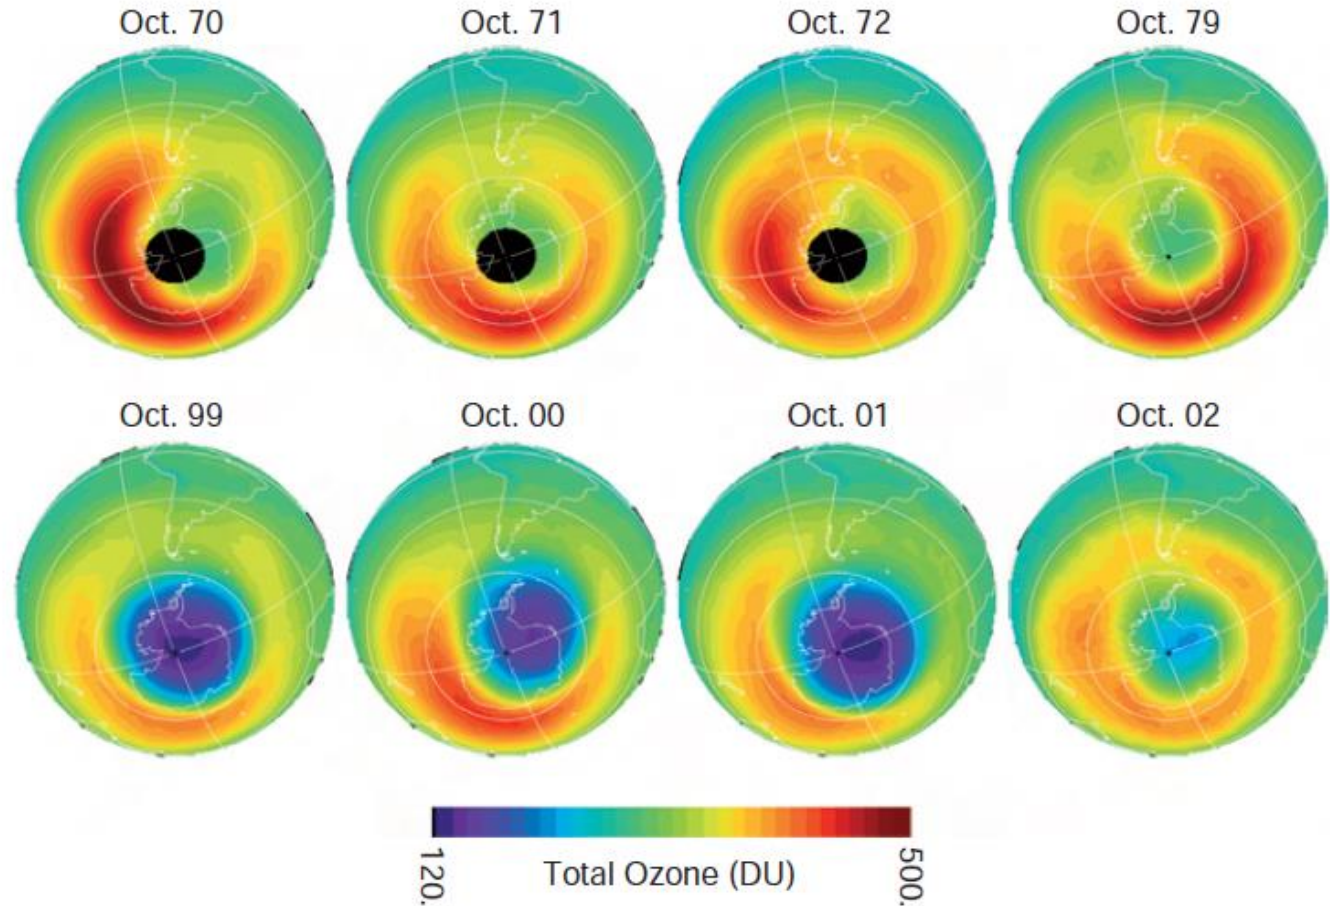 Oct. 70
Oct. 71
Oct. 72
Oct. 79
Oct. 99
Oct. 00
Oct. 01
Oct. 02
120.
Total Ozone (DU)
500.